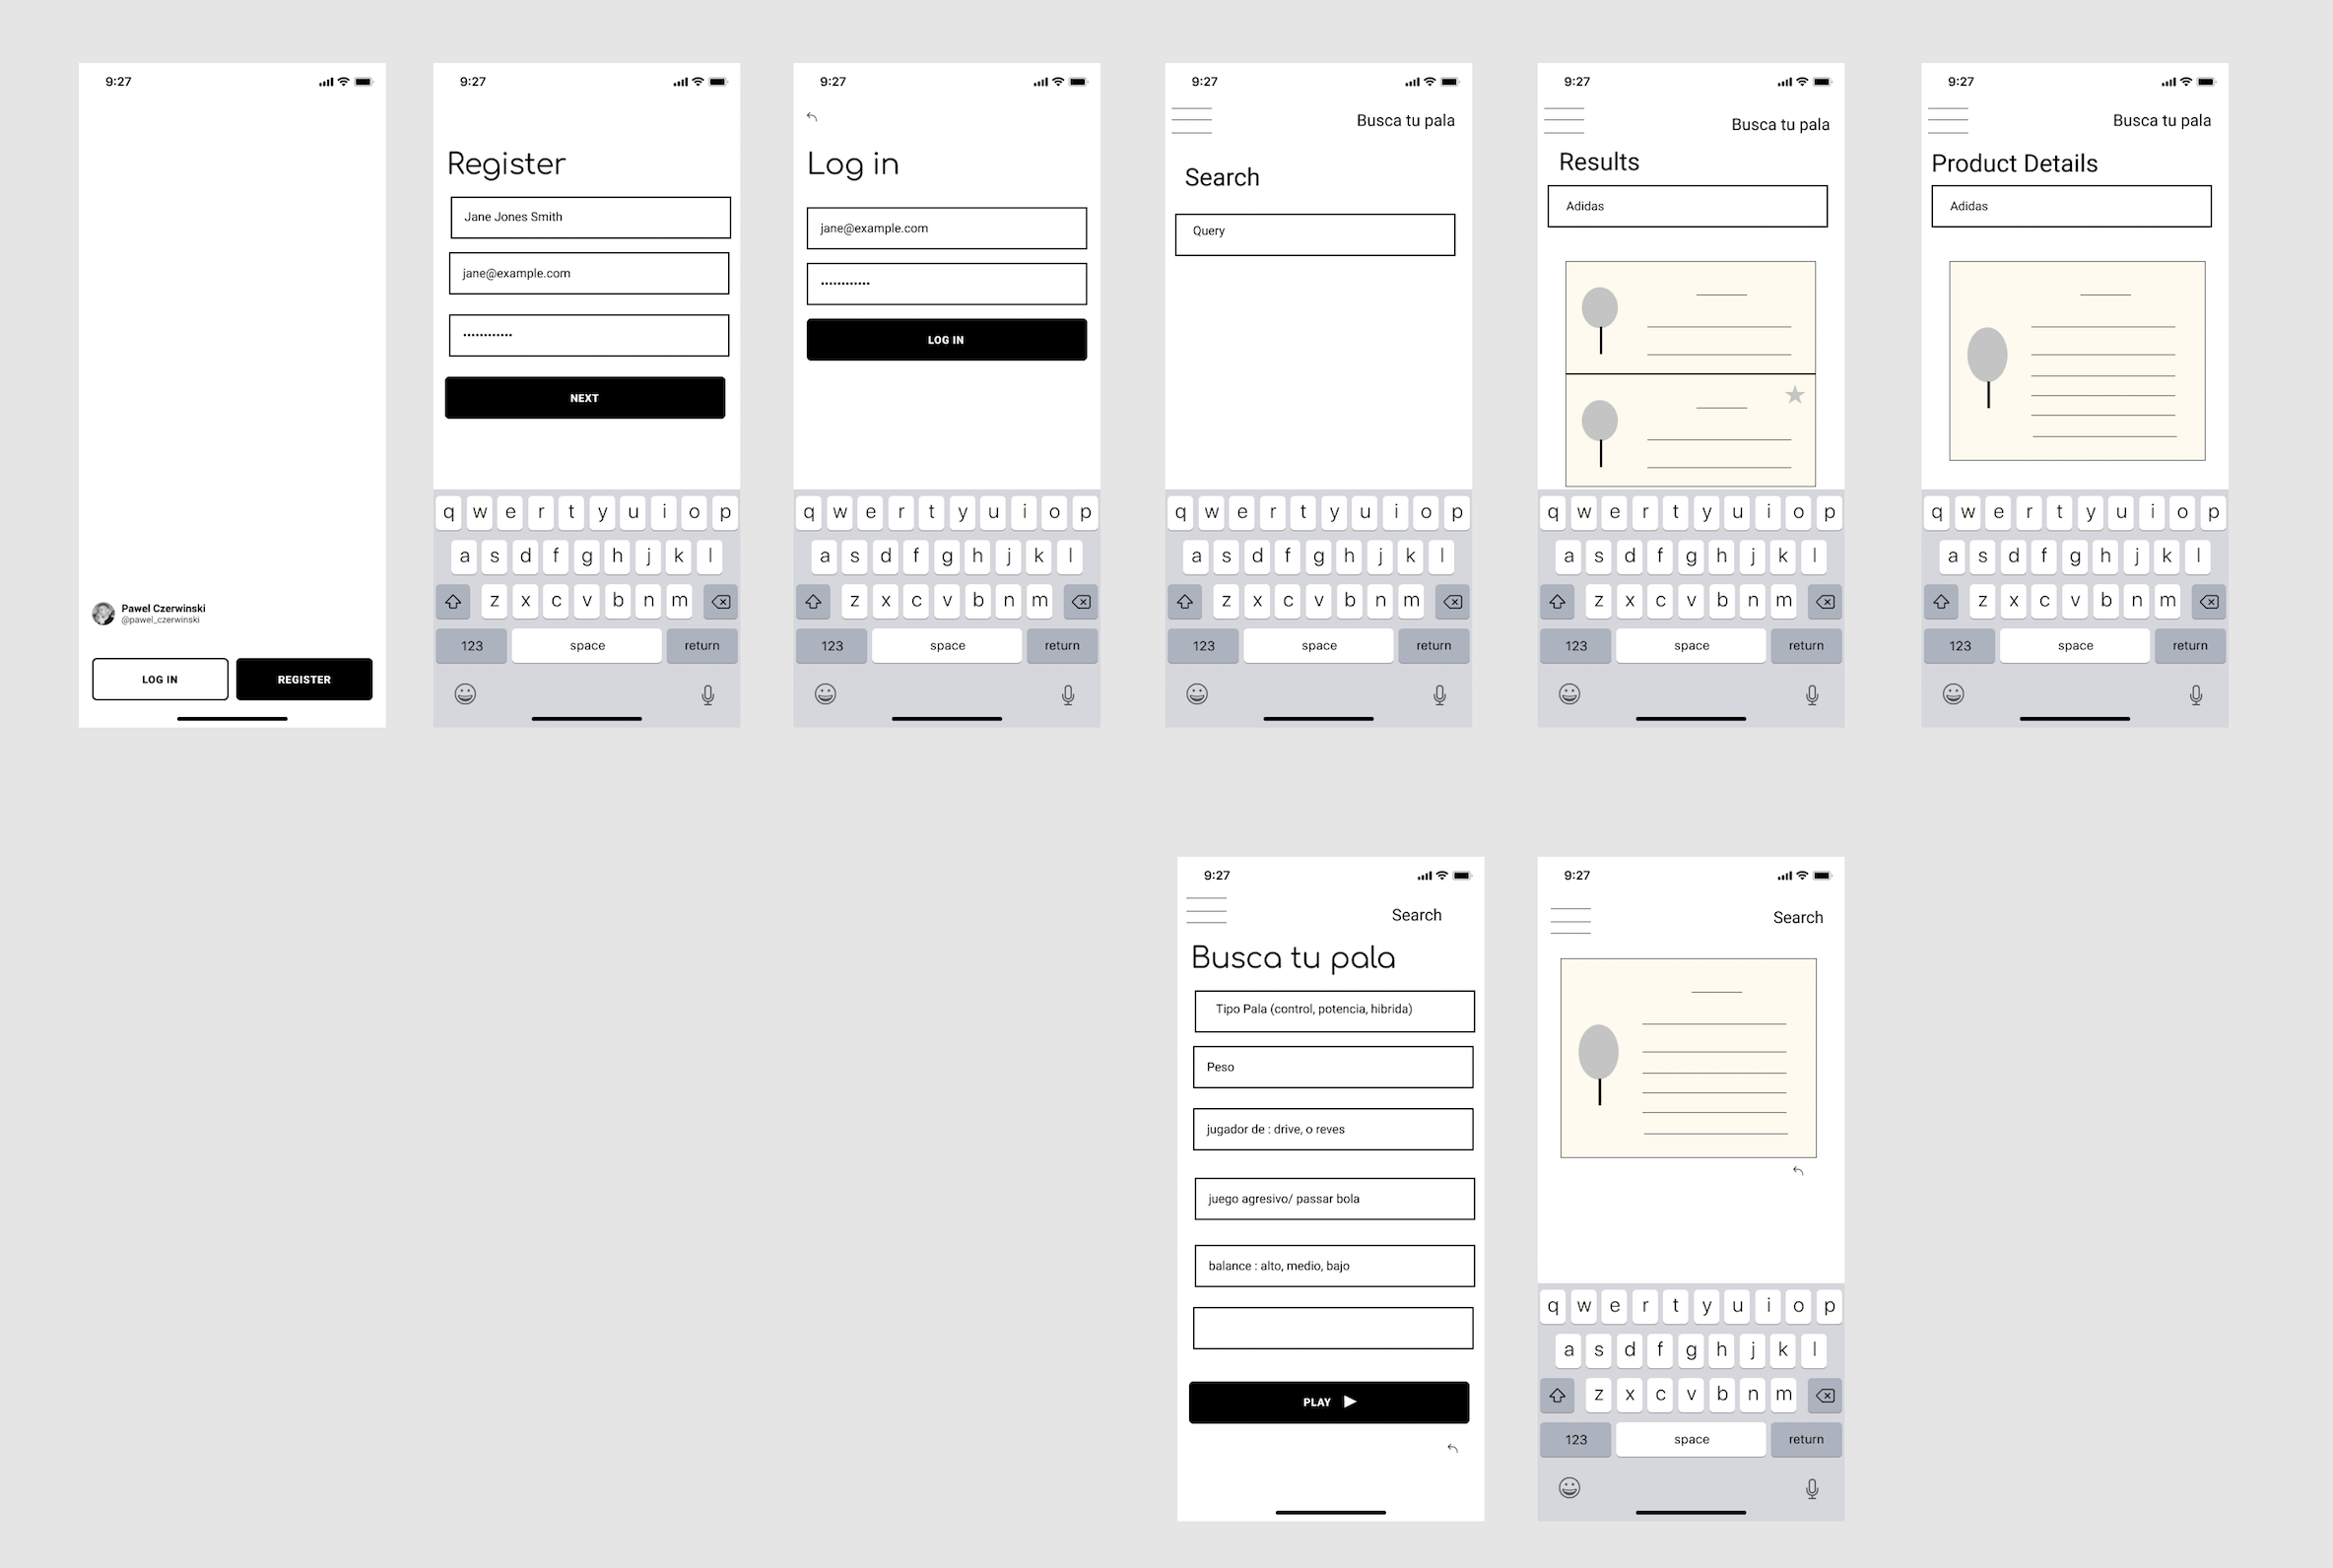 9:27
Pawel Czerwinski
@pawel_czerwinski
LOG IN
REGISTER
9:27
Register
Jane Jones Smith
jane@example.com
••••••••••••
NEXT
q w e r t y u i o p
a s d f g h j k l
z x c v b n m
123 space return
9:27
Log in
jane@example.com
••••••••••••
LOG IN
q w e r t y u i o p
a s d f g h j k l
z x c v b n m
123 space return
9:27
Busca tu pala
Search
Query
q w e r t y u i o p
a s d f g h j k l
z x c v b n m
123 space return
9:27
Busca tu pala
Results
Adidas
q w e r t y u i o p
a s d f g h j k l
z x c v b n m
123 space return
9:27
Busca tu pala
Product Details
Adidas
q w e r t y u i o p
a s d f g h j k l
z x c v b n m
123 space return
9:27
Search
Busca tu pala
Tipo Pala (control, potencia, hibrida)
Peso
jugador de : drive, o reves
juego agresivo/ passar bola
balance : alto, medio, bajo
PLAY
9:27
Search
q w e r t y u i o p
a s d f g h j k l
z x c v b n m
123 space return